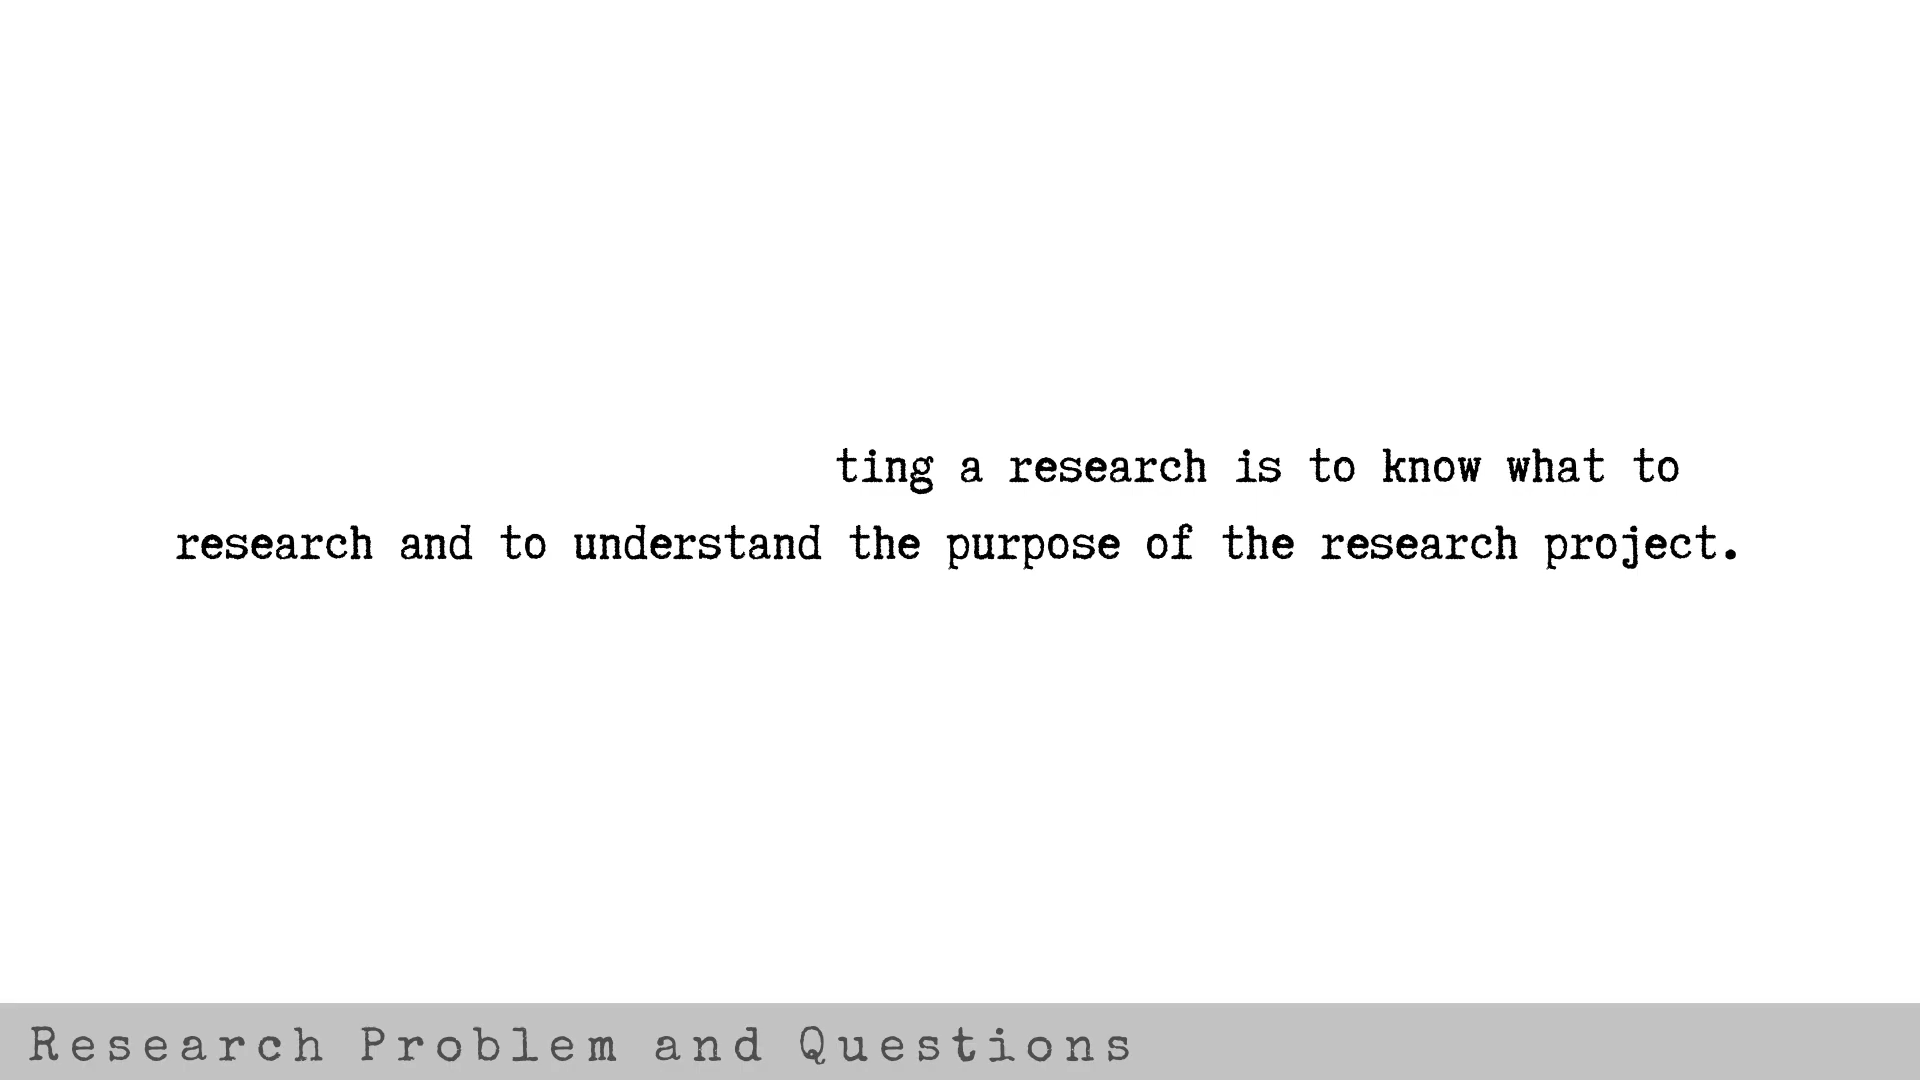 ting a research is to know what to
research and to understand the purpose of the research project.
Research Problem and Questions